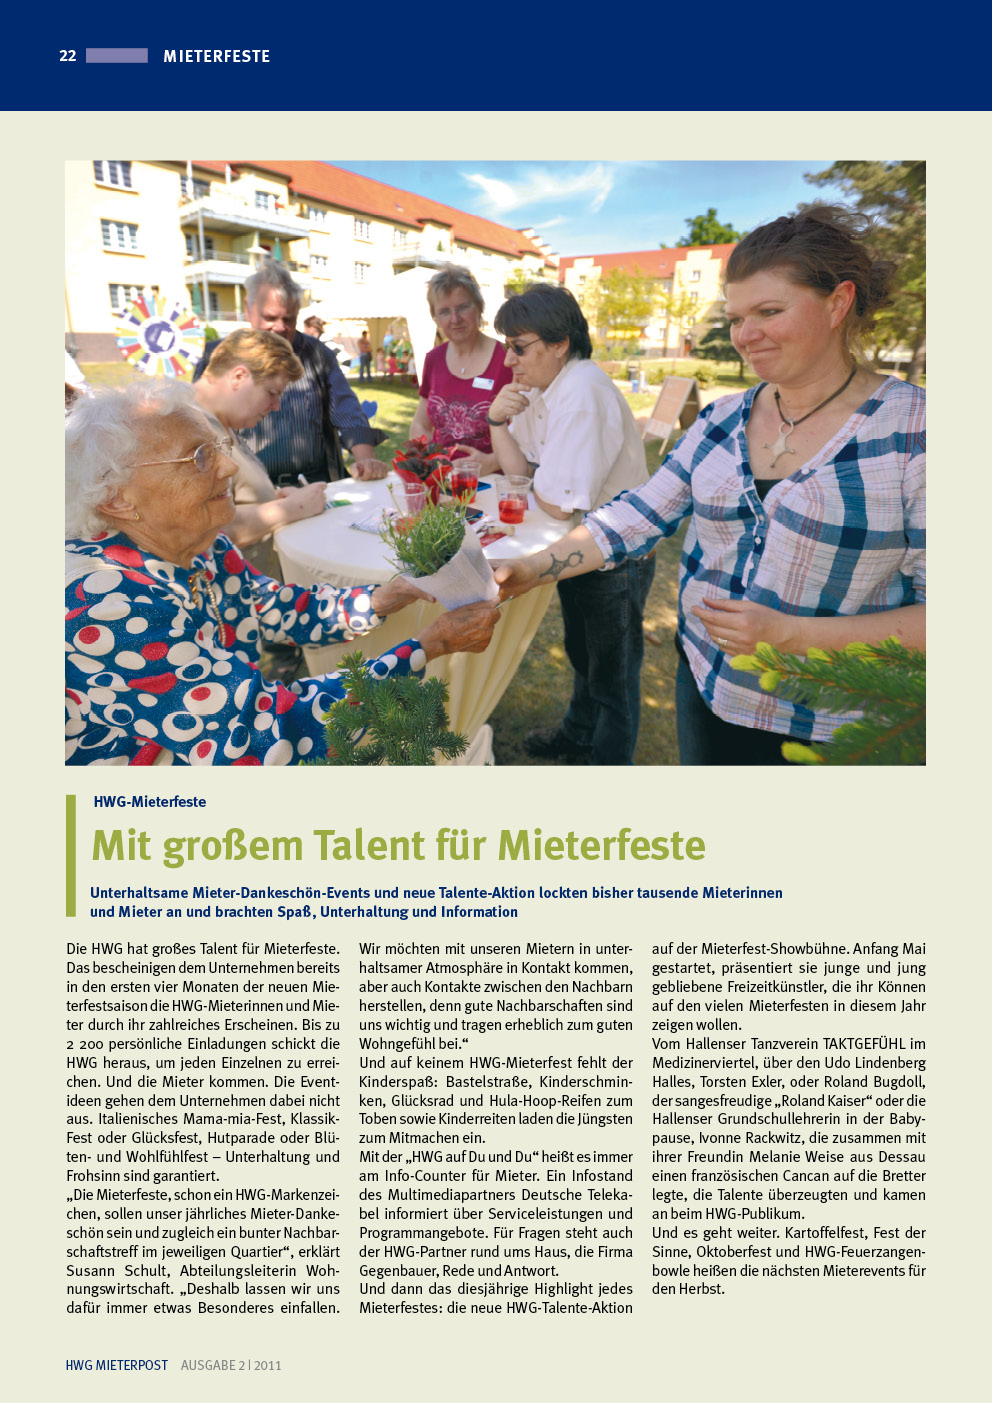 22 MIETERFESTE
HWG-Mieterfeste
Mit großem Talent für Mieterfeste
Unterhaltsame Mieter-Dankeschön-Events und neue Talente-Aktion lockten bisher tausende Mieterinnen
und Mieter an und brachten Spaß, Unterhaltung und Information
Die HWG hat großes Talent für Mieterfeste.
Das bescheinigen dem Unternehmen bereits
in den ersten vier Monaten der neuen Mie-
terfestsaison die HWG-Mieterinnen und Mie-
ter durch ihr zahlreiches Erscheinen. Bis zu
2 200 persönliche Einladungen schickt die
HWG heraus, um jeden Einzelnen zu errei-
chen. Und die Mieter kommen. Die Event-
ideen gehen dem Unternehmen dabei nicht
aus. Italienisches Mama-mia-Fest, Klassik-
Fest oder Glücksfest, Hutparade oder Blü-
ten- und Wohlfühlfest – Unterhaltung und
Frohsinn sind garantiert.
„Die Mieterfeste, schon ein HWG-Markenzei-
chen, sollen unser jährliches Mieter-Danke-
schön sein und zugleich ein bunter Nachbar-
schaftstreff im jeweiligen Quartier“, erklärt
Susann Schult, Abteilungsleiterin Woh-
nungswirtschaft. „Deshalb lassen wir uns
dafür immer etwas Besonderes einfallen.
Wir möchten mit unseren Mietern in unter-
haltsamer Atmosphäre in Kontakt kommen,
aber auch Kontakte zwischen den Nachbarn
herstellen, denn gute Nachbarschaften sind
uns wichtig und tragen erheblich zum guten
Wohngefühl bei.“
Und auf keinem HWG-Mieterfest fehlt der
Kinderspaß: Bastelstraße, Kinderschmin-
ken, Glücksrad und Hula-Hoop-Reifen zum
Toben sowie Kinderreiten laden die Jüngsten
zum Mitmachen ein.
Mit der „HWG auf Du und Du“ heißt es immer
am Info-Counter für Mieter. Ein Infostand
des Multimediapartners Deutsche Teleka-
bel informiert über Serviceleistungen und
Programmangebote. Für Fragen steht auch
der HWG-Partner rund ums Haus, die Firma
Gegenbauer, Rede und Antwort.
Und dann das diesjährige Highlight jedes
Mieterfestes: die neue HWG-Talente-Aktion
auf der Mieterfest-Showbühne. Anfang Mai
gestartet, präsentiert sie junge und jung
gebliebene Freizeitkünstler, die ihr Können
auf den vielen Mieterfesten in diesem Jahr
zeigen wollen.
Vom Hallenser Tanzverein TAKTGEFÜHL im
Medizinerviertel, über den Udo Lindenberg
Halles, Torsten Exler, oder Roland Bugdoll,
der sangesfreudige „Roland Kaiser“ oder die
Hallenser Grundschullehrerin in der Baby-
pause, Ivonne Rackwitz, die zusammen mit
ihrer Freundin Melanie Weise aus Dessau
einen französischen Cancan auf die Bretter
legte, die Talente überzeugten und kamen
an beim HWG-Publikum.
Und es geht weiter. Kartoffelfest, Fest der
Sinne, Oktoberfest und HWG-Feuerzangen-
bowle heißen die nächsten Mieterevents für
den Herbst.
HWG MIETERPOST AUSGABE 2 | 2011